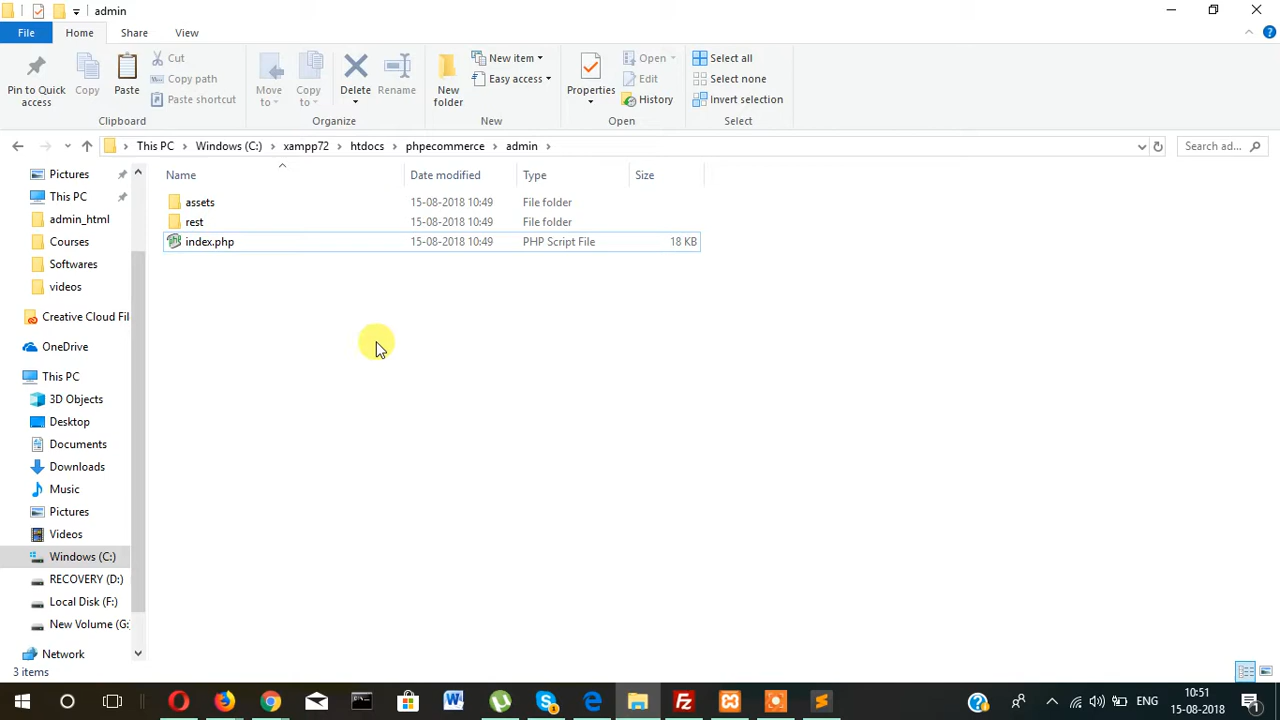 admin
File Home Share View
Pin to Quick access
Copy
Paste
Cut
Copy path
Paste shortcut
Clipboard
Move to
Copy to
Delete
Rename
Organize
New folder
New item
Easy access
New
Properties
Open
Edit
History
Open
Select all
Select none
Invert selection
Select
This PC > Windows (C:) > xampp72 > htdocs > phpecommerce > admin >
Search ad...
Name Date modified Type Size
assets 15-08-2018 10:49 File folder
rest 15-08-2018 10:49 File folder
index.php 15-08-2018 10:49 PHP Script File 18 KB
Pictures
This PC
admin_html
Courses
Softwares
videos
Creative Cloud Fil
OneDrive
This PC
3D Objects
Desktop
Documents
Downloads
Music
Pictures
Videos
Windows (C:)
RECOVERY (D:)
Local Disk (F:)
New Volume (G:
Network
3 items
ENG
10:51
15-08-2018